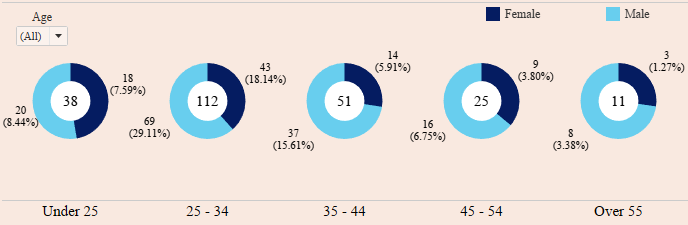 Age
(All)
Female
Male
18
(7.59%)
20
(8.44%)
38
43
(18.14%)
69
(29.11%)
112
14
(5.91%)
37
(15.61%)
51
9
(3.80%)
16
(6.75%)
25
3
(1.27%)
8
(3.38%)
11
Under 25
25 - 34
35 - 44
45 - 54
Over 55